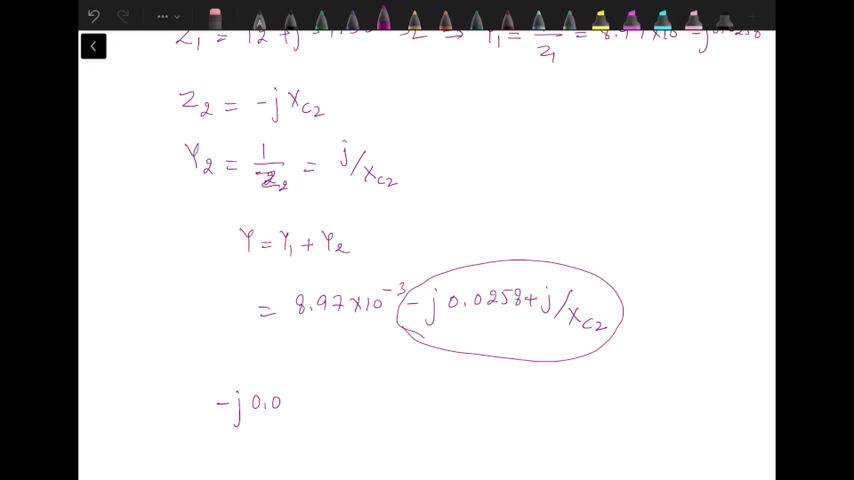 Z₂ = -j X_C2
Y₂ = 1/Z₂ = j/X_C2
Y = Y₁ + Y₂
= 8.97×10⁻³ - j 0.0258 + j/X_C2
-j 0.0